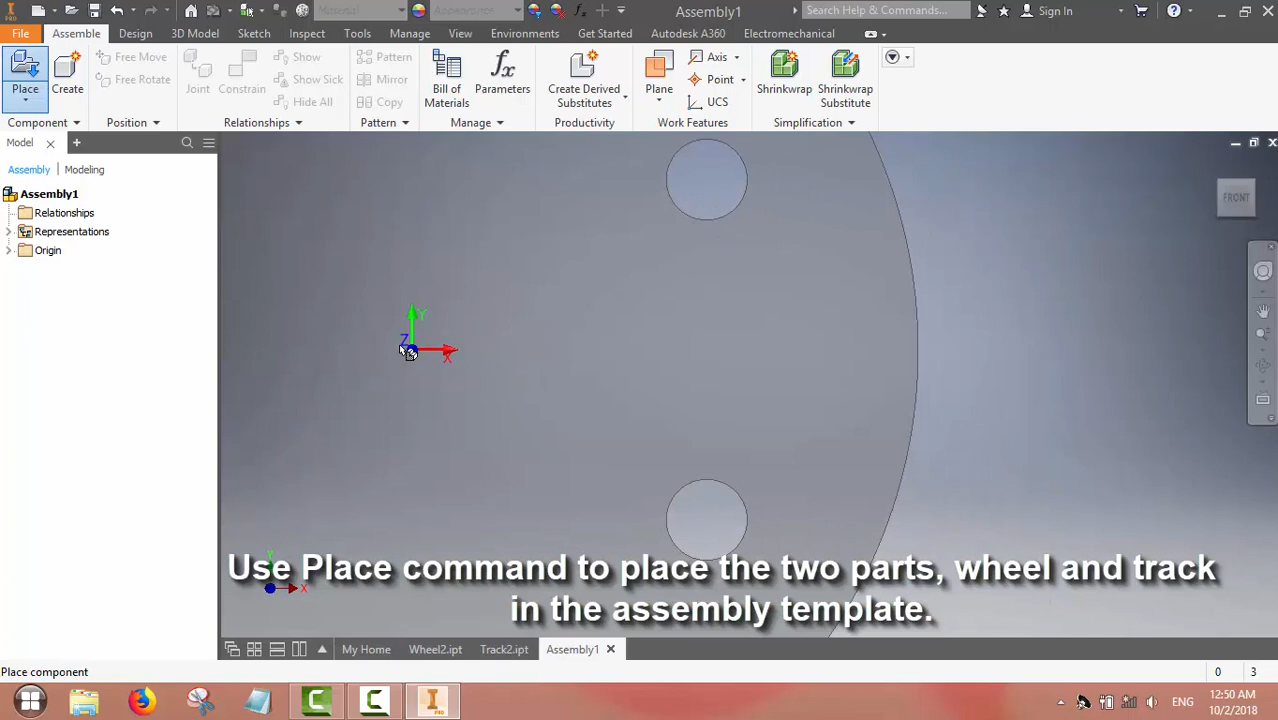 PRO
Material
Appearance
fx
Assembly1
Search Help & Commands...
Sign In
File
Assemble
Design
3D Model
Sketch
Inspect
Tools
Manage
View
Environments
Get Started
Autodesk A360
Electromechanical
Place
Create
Component
Free Move
Free Rotate
Position
Joint
Constrain
Show
Show Sick
Hide All
Relationships
Pattern
Mirror
Copy
Pattern
Bill of
Materials
fx
Parameters
Manage
Create Derived
Substitutes
Productivity
Plane
Axis
Point
UCS
Work Features
Shrinkwrap
Shrinkwrap
Substitute
Simplification
Model
Assembly
Modeling
Assembly1
Relationships
Representations
Origin
FRONT
Y
Z
X
Y
X
Use Place command to place the two parts, wheel and track
in the assembly template.
My Home
Wheel2.ipt
Track2.ipt
Assembly1
Place component
0
3
ENG
12:50 AM
10/2/2018